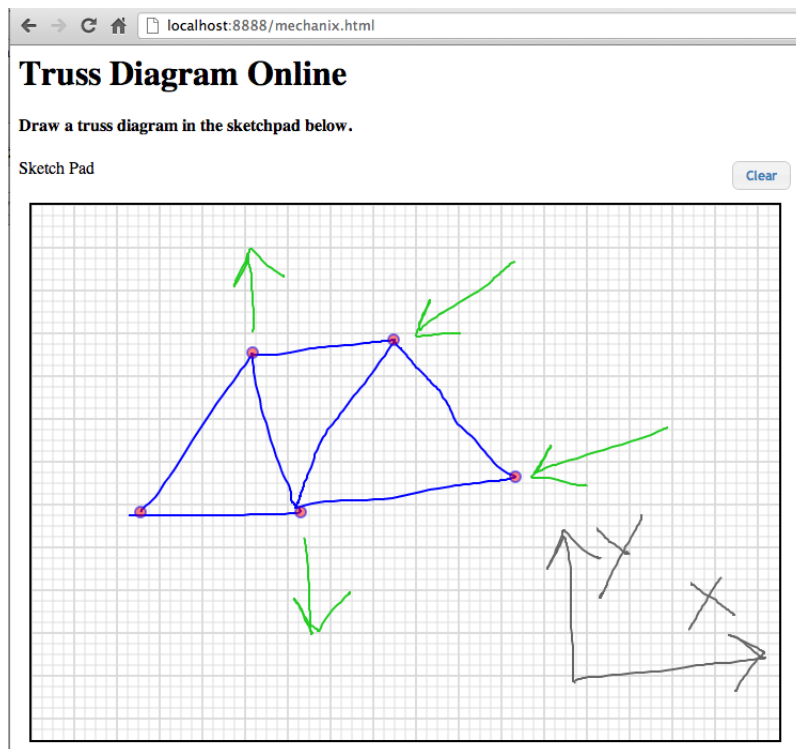 localhost:8888/mechanix.html
Truss Diagram Online
Draw a truss diagram in the sketchpad below.
Sketch Pad
Clear
Y
X